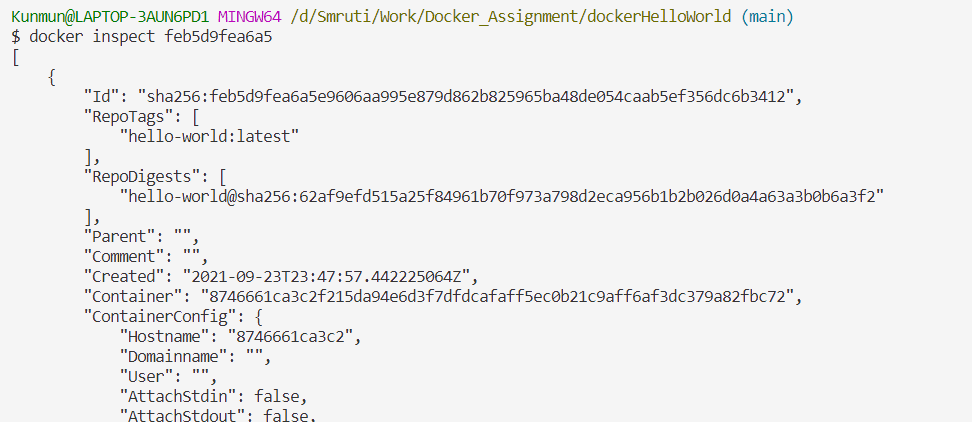 Kunmun@LAPTOP-3AUN6PD1 MINGW64 /d/Smruti/Work/Docker_Assignment/dockerHelloWorld (main)
$ docker inspect feb5d9fea6a5
[
    {
        "Id": "sha256:feb5d9fea6a5e9606aa995e879d862b825965ba48de054caab5ef356dc6b3412",
        "RepoTags": [
            "hello-world:latest"
        ],
        "RepoDigests": [
            "hello-world@sha256:62af9efd515a25f84961b70f973a798d2eca956b1b2b026d0a4a63a3b0b6a3f2"
        ],
        "Parent": "",
        "Comment": "",
        "Created": "2021-09-23T23:47:57.442225064Z",
        "Container": "8746661ca3c2f215da94e6d3f7dfdcafaff5ec0b21c9aff6af3dc379a82fbc72",
        "ContainerConfig": {
            "Hostname": "8746661ca3c2",
            "Domainname": "",
            "User": "",
            "AttachStdin": false,
            "AttachStdout": false,